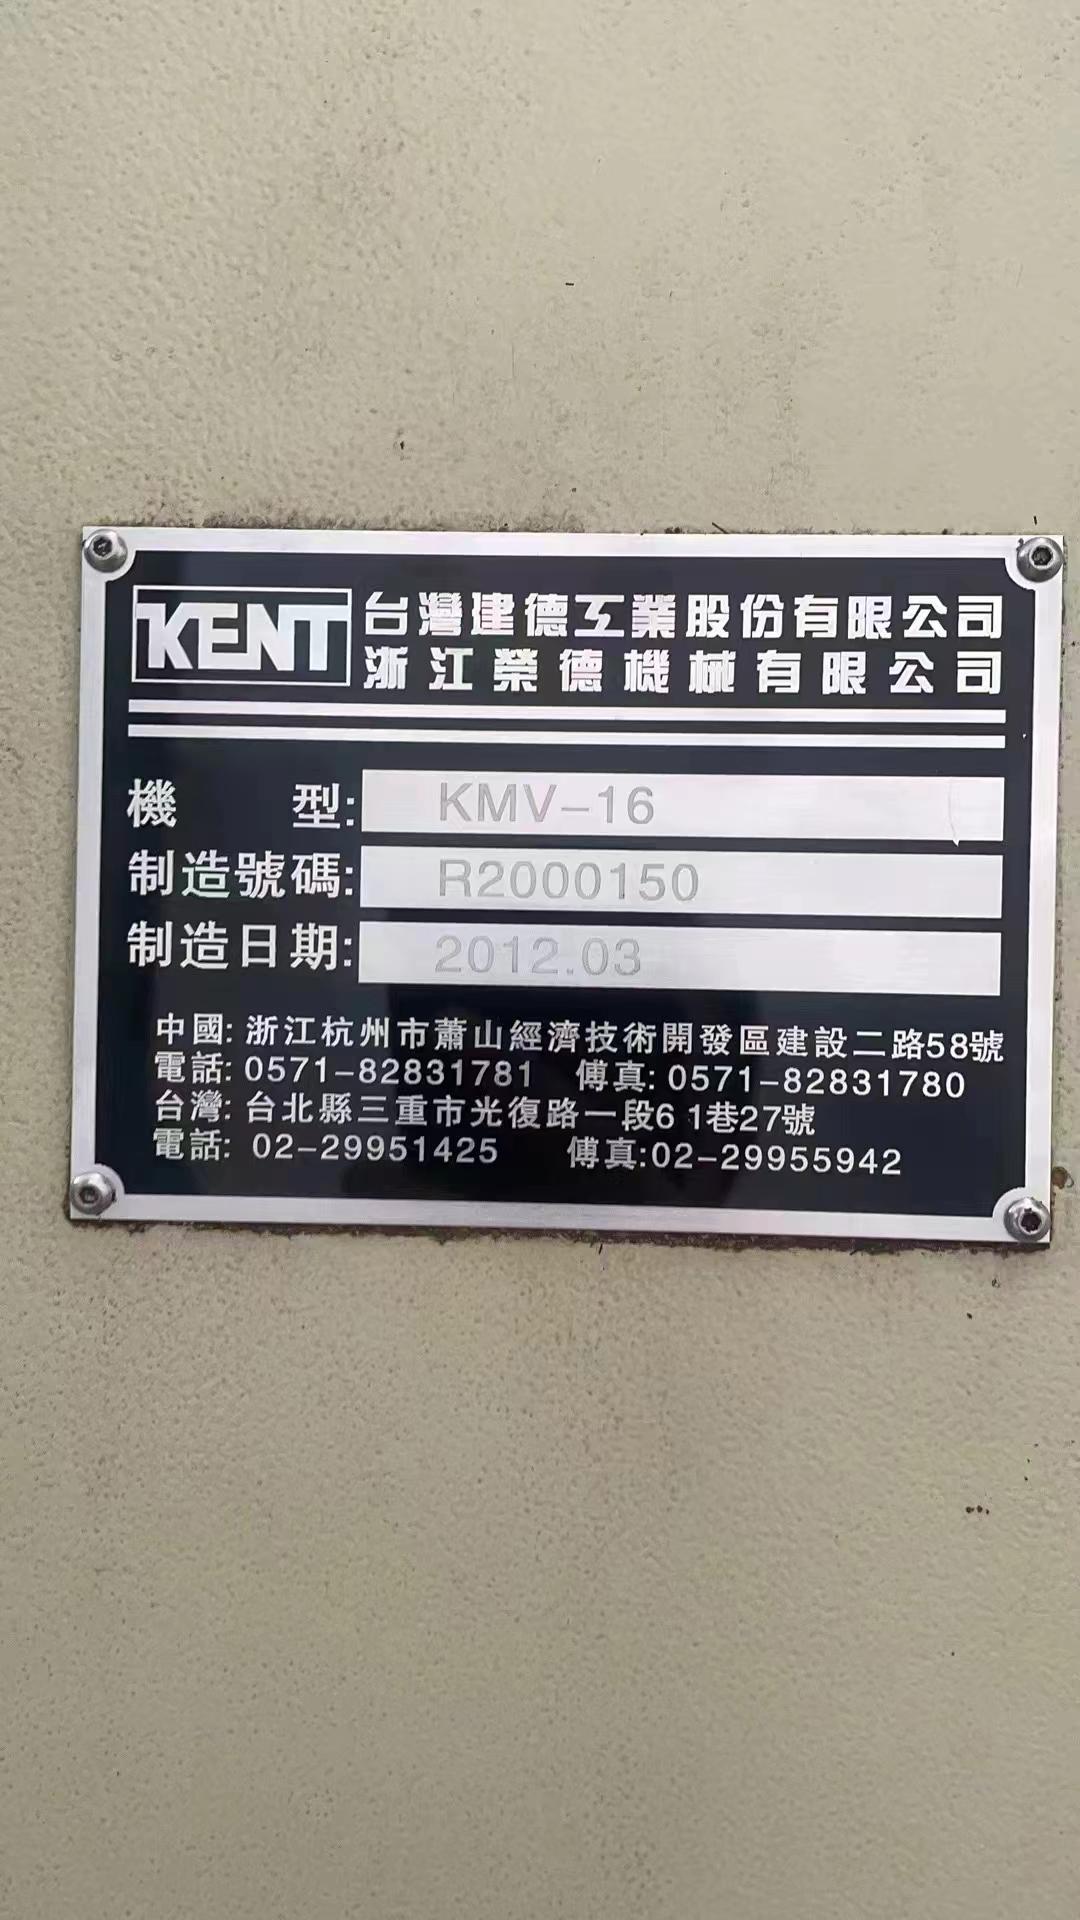 KENT 台灣建德工業股份有限公司
浙江榮德機械有限公司
機 型: KMV-16
制造號碼: R2000150
制造日期: 2012.03
中國: 浙江杭州市蕭山經濟技術開發區建設二路58號
電話: 0571-82831781 傅真: 0571-82831780
台灣: 台北縣三重市光復路一段6 1巷27號
電話: 02-29951425 傅真:02-29955942